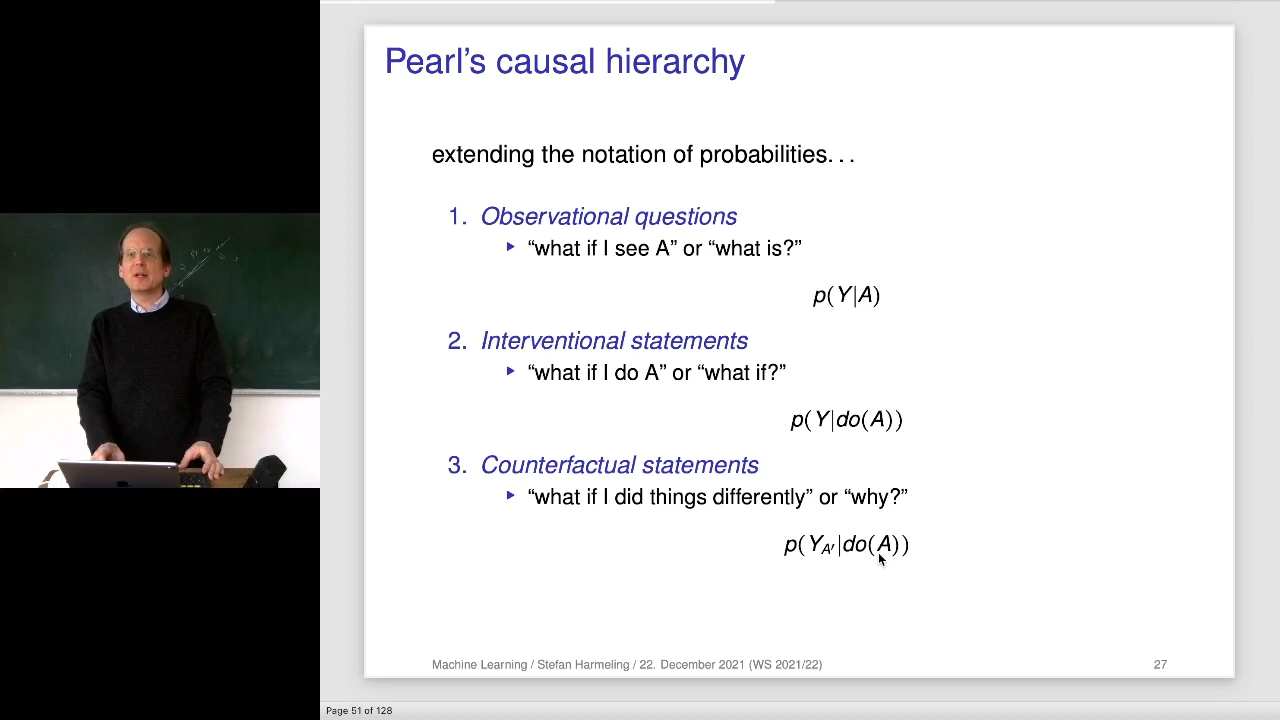 Pearl's causal hierarchy
extending the notation of probabilities. . .
1. Observational questions
▸ “what if I see A” or “what is?”
p(Y|A)
2. Interventional statements
▸ “what if I do A” or “what if?”
p(Y|do(A))
3. Counterfactual statements
▸ “what if I did things differently” or “why?”
p(Y_{A'}|do(A))
Machine Learning / Stefan Harmeling / 22. December 2021 (WS 2021/22)
27
Page 51 of 128